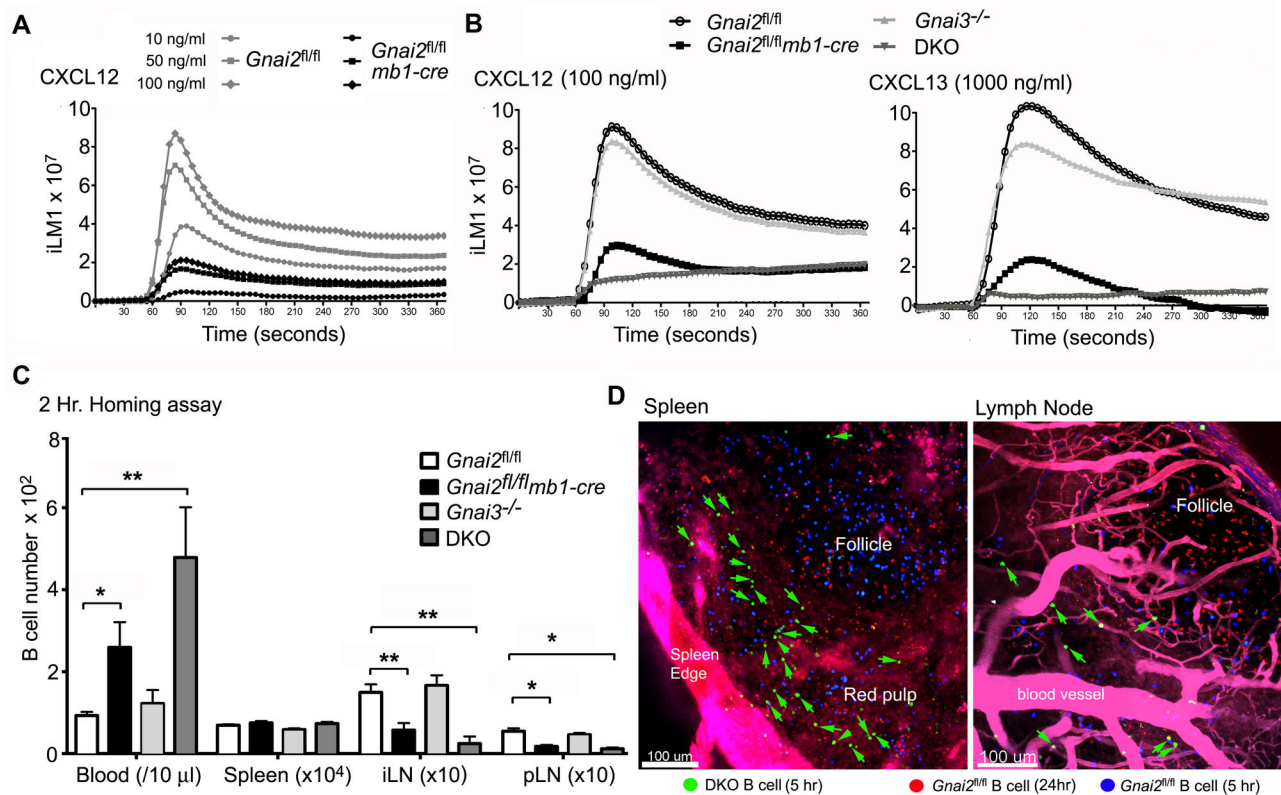 A
10 ng/ml
50 ng/ml Gnai2fl/fl
100 ng/ml
Gnai2fl/fl
mb1-cre
CXCL12
iLM1 x 10⁷
10
8
6
4
2
0
30 60 90 120 150 180 210 240 270 300 330 360
Time (seconds)
B
Gnai2fl/fl
Gnai2fl/flmb1-cre
Gnai3-/-
DKO
CXCL12 (100 ng/ml)
iLM1 x 10⁷
10
8
6
4
2
0
30 60 90 120 150 180 210 240 270 300 330 360
Time (seconds)
CXCL13 (1000 ng/ml)
10
8
6
4
2
0
30 60 90 120 150 180 210 240 270 300 330 360
Time (seconds)
C
2 Hr. Homing assay
B cell number x 10²
8
6
4
2
0
Gnai2fl/fl
Gnai2fl/flmb1-cre
Gnai3-/-
DKO
**
*
**
**
*
*
Blood (/10 µl) Spleen (x10⁴) iLN (x10) pLN (x10)
D
Spleen
Follicle
Spleen
Edge
Red pulp
100 um
Lymph Node
Follicle
blood vessel
100 um
DKO B cell (5 hr) Gnai2fl/fl B cell (24hr) Gnai2fl/fl B cell (5 hr)